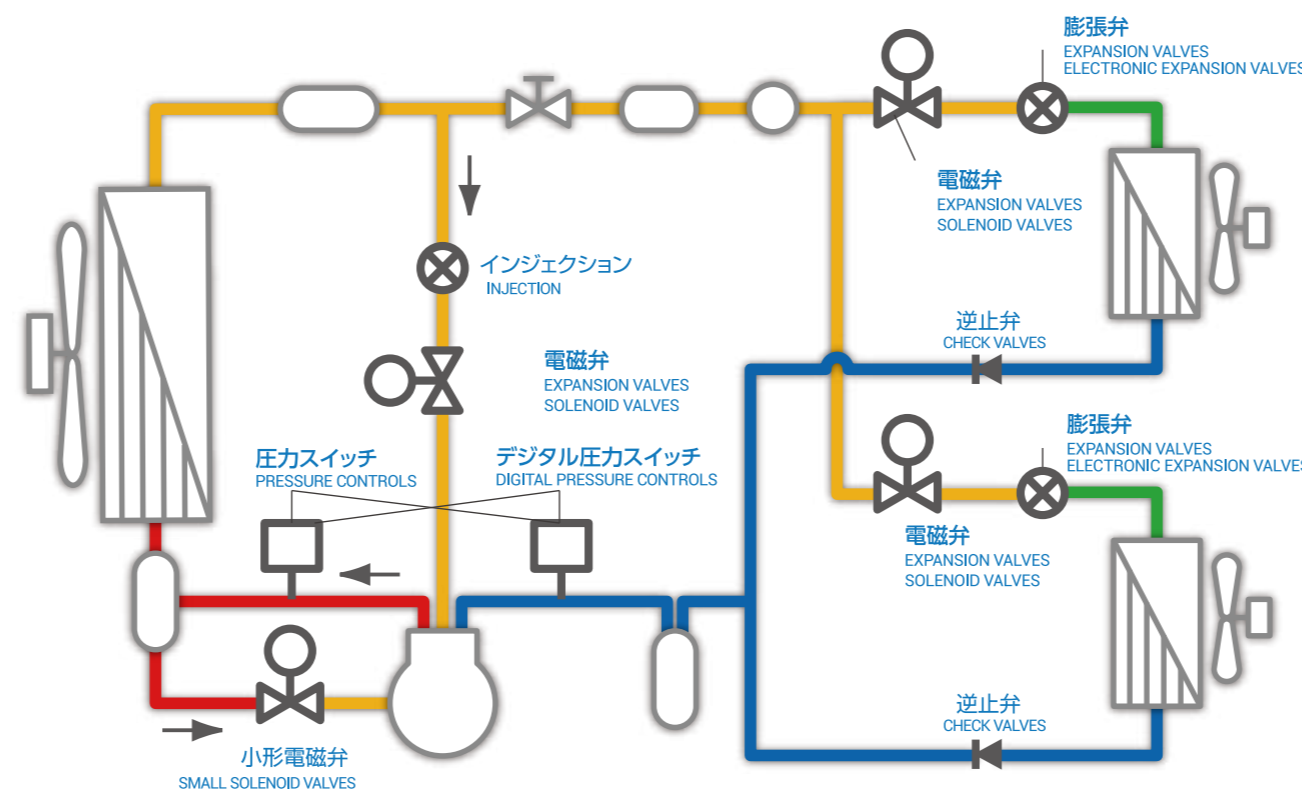 膨張弁
EXPANSION VALVES
ELECTRONIC EXPANSION VALVES
電磁弁
EXPANSION VALVES
SOLENOID VALVES
インジェクション
INJECTION
逆止弁
CHECK VALVES
電磁弁
EXPANSION VALVES
SOLENOID VALVES
膨張弁
EXPANSION VALVES
ELECTRONIC EXPANSION VALVES
圧力スイッチ
PRESSURE CONTROLS
デジタル圧力スイッチ
DIGITAL PRESSURE CONTROLS
電磁弁
EXPANSION VALVES
SOLENOID VALVES
逆止弁
CHECK VALVES
小形電磁弁
SMALL SOLENOID VALVES